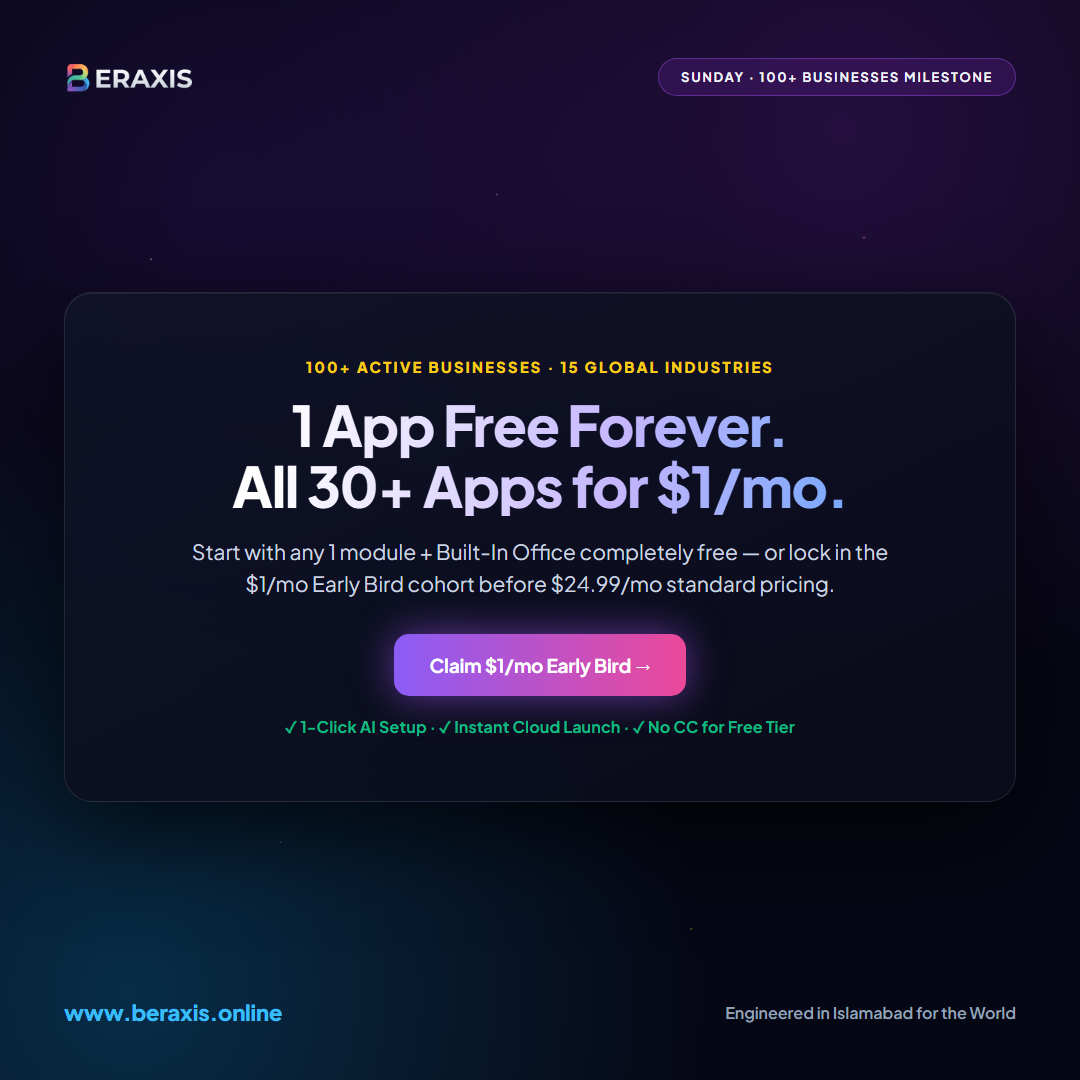 BERAXIS
SUNDAY · 100+ BUSINESSES MILESTONE
100+ ACTIVE BUSINESSES · 15 GLOBAL INDUSTRIES
1 App Free Forever.
All 30+ Apps for $1/mo.
Start with any 1 module + Built-In Office completely free — or lock in the
$1/mo Early Bird cohort before $24.99/mo standard pricing.
Claim $1/mo Early Bird →
✓ 1-Click AI Setup · ✓ Instant Cloud Launch · ✓ No CC for Free Tier
www.beraxis.online
Engineered in Islamabad for the World